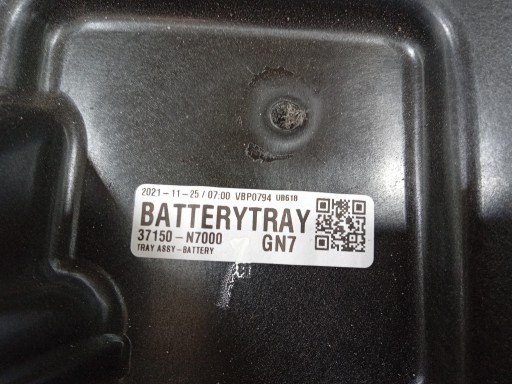 2021-11-25 / 07:00 VBP0794 UB618
BATTERYTRAY
37150-N7000 GN7
TRAY ASSY-BATTERY